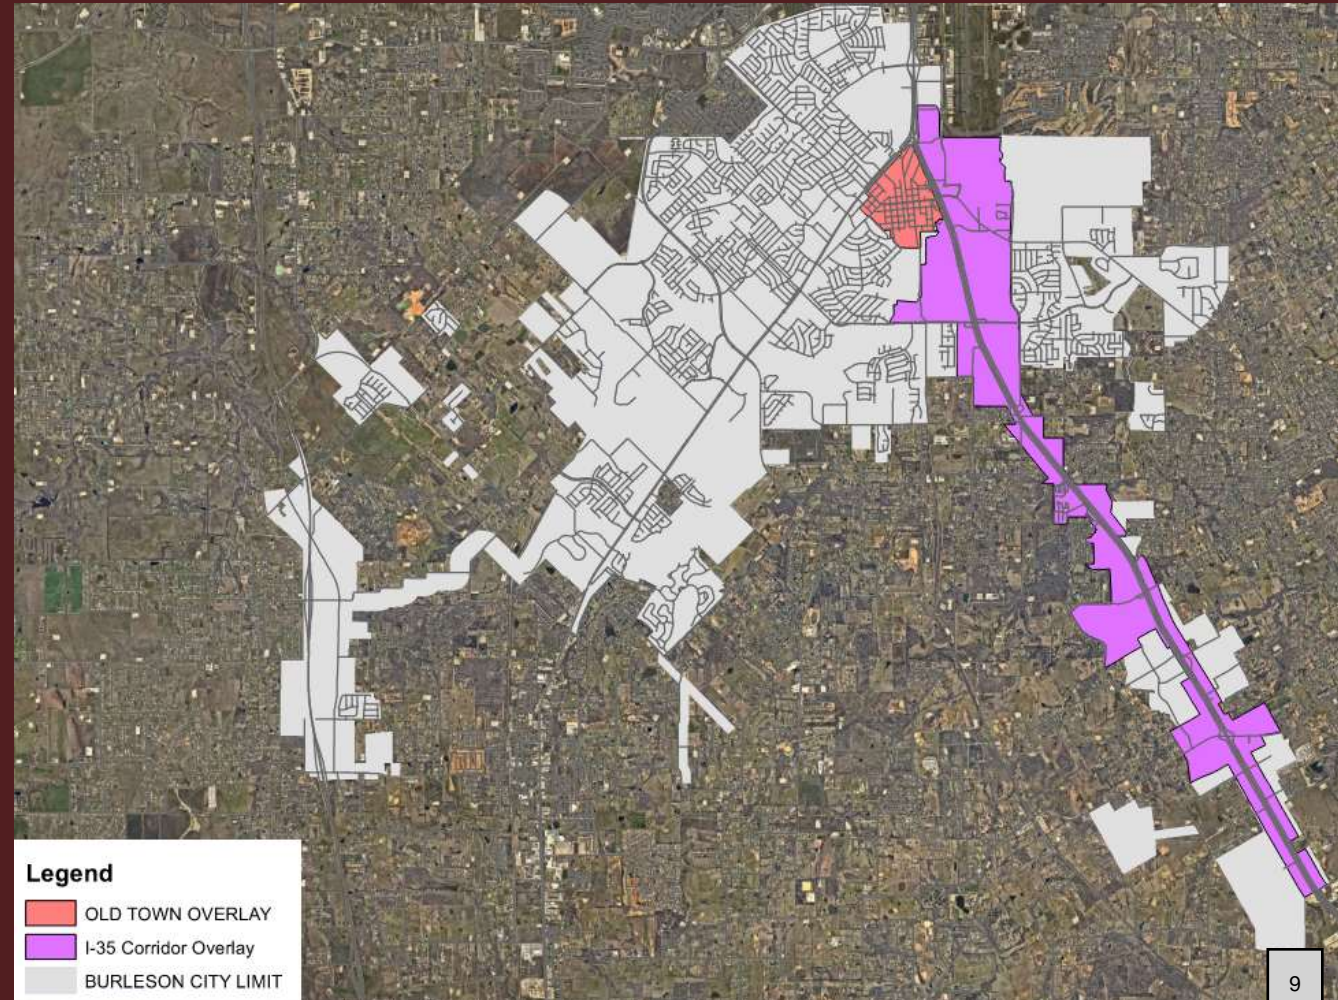 Legend
OLD TOWN OVERLAY
I-35 Corridor Overlay
BURLESON CITY LIMIT
9